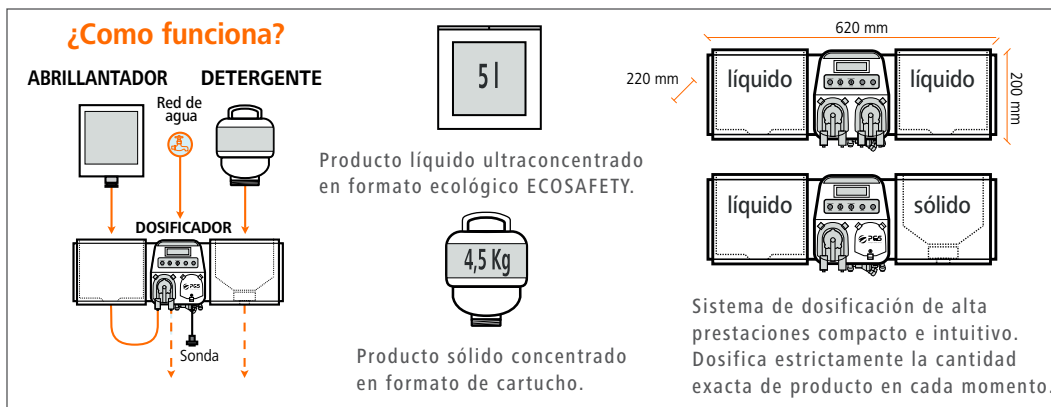 ¿Como funciona?
ABRILLANTADOR
DETERGENTE
Red de
agua
DOSIFICADOR
PGS
Sonda
5 l
Producto líquido ultraconcentrado
en formato ecológico ECOSAFETY.
4,5 Kg
Producto sólido concentrado
en formato de cartucho.
620 mm
220 mm
200 mm
líquido
líquido
líquido
sólido
PGS
Sistema de dosificación de alta
prestaciones compacto e intuitivo.
Dosifica estrictamente la cantidad
exacta de producto en cada momento.